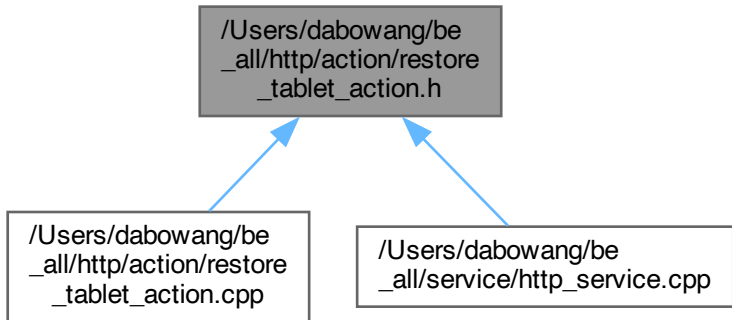 /Users/dabowang/be
_all/http/action/restore
_tablet_action.h
/Users/dabowang/be
_all/http/action/restore
_tablet_action.cpp
/Users/dabowang/be
_all/service/http_service.cpp